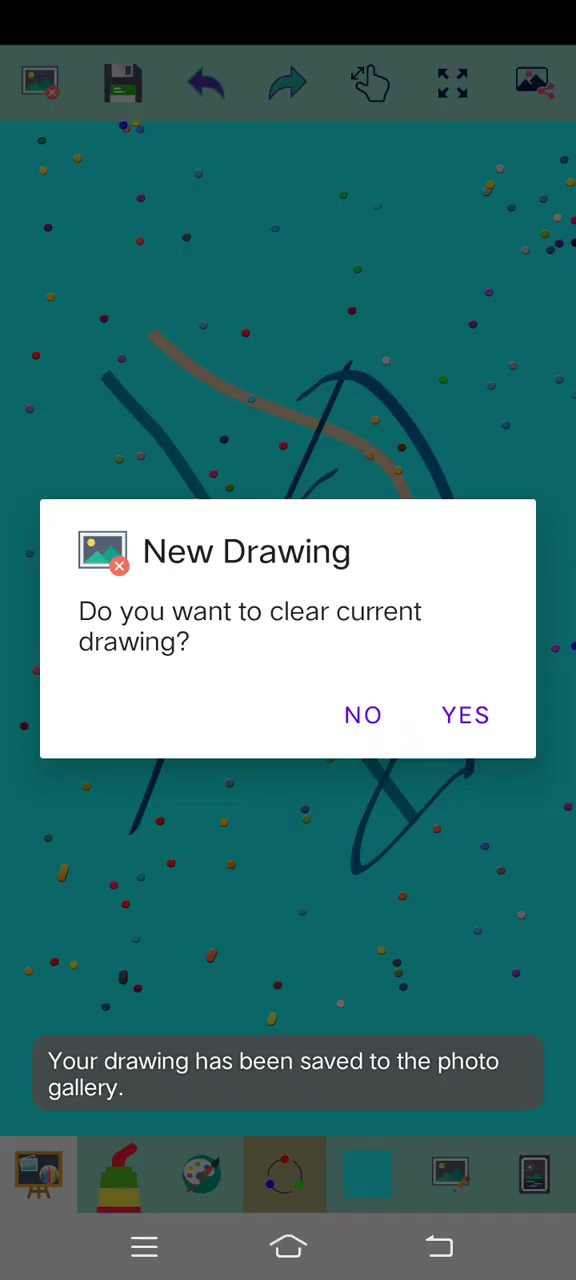 New Drawing
Do you want to clear current
drawing?
NO
YES
Your drawing has been saved to the photo
gallery.